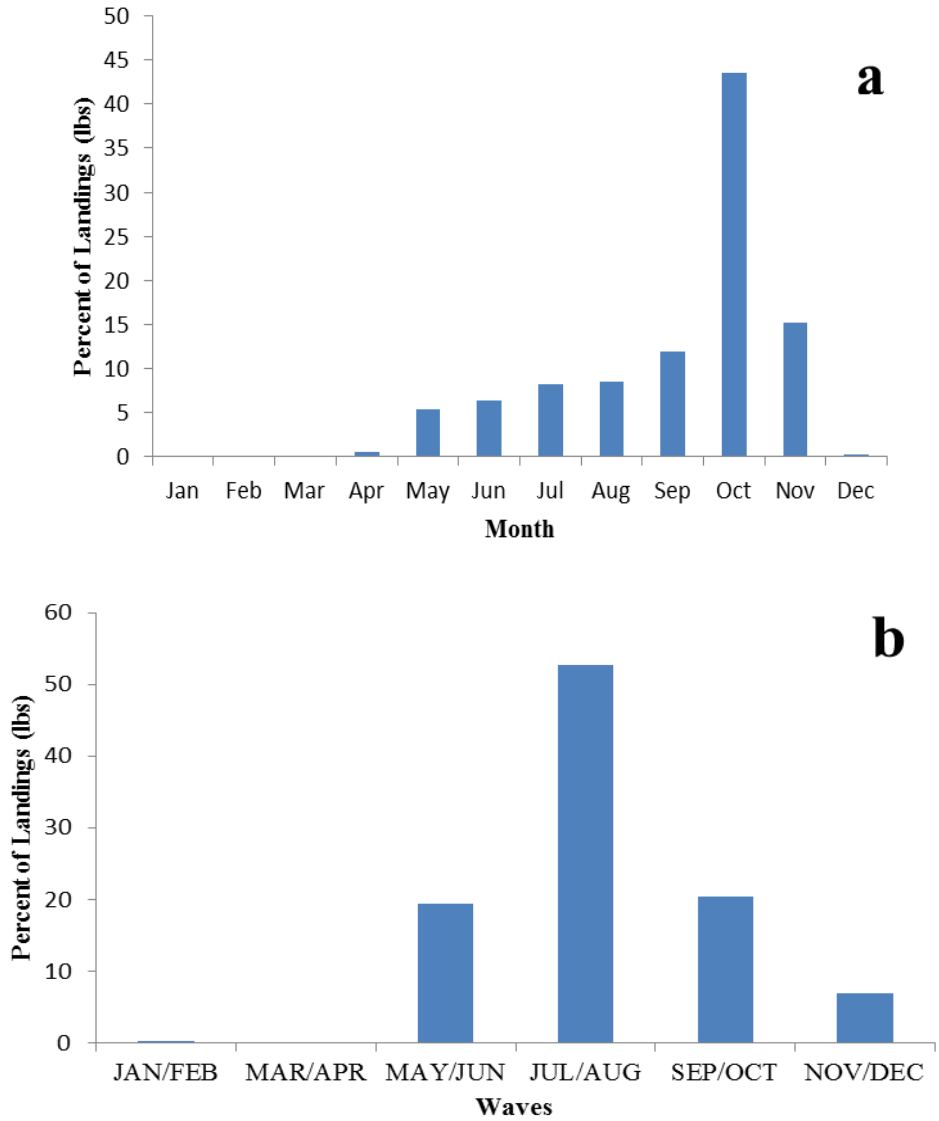 a
Percent of Landings (lbs)
50
45
40
35
30
25
20
15
10
5
0
Jan Feb Mar Apr May Jun Jul Aug Sep Oct Nov Dec
Month
b
Percent of Landings (lbs)
60
50
40
30
20
10
0
JAN/FEB MAR/APR MAY/JUN JUL/AUG SEP/OCT NOV/DEC
Waves